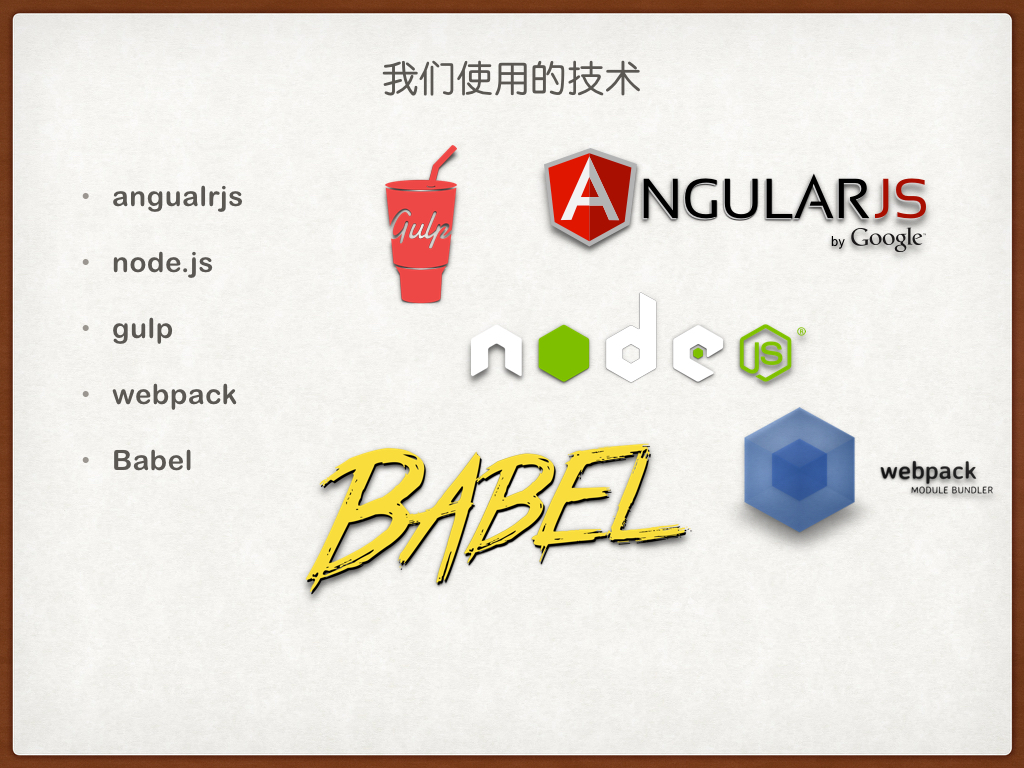 我们使用的技术
angualrjs
node.js
gulp
webpack
Babel
Gulp
ANGULARJS
by Google™
node JS®
BABEL
webpack
MODULE BUNDLER